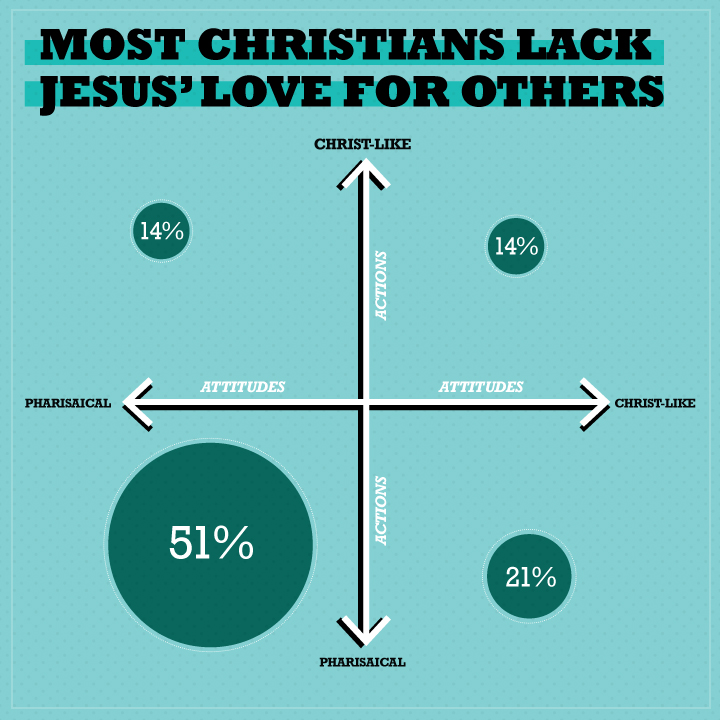 MOST CHRISTIANS LACK
JESUS’ LOVE FOR OTHERS
CHRIST-LIKE
14%
14%
ACTIONS
ATTITUDES
ATTITUDES
PHARISAICAL
CHRIST-LIKE
51%
ACTIONS
21%
PHARISAICAL